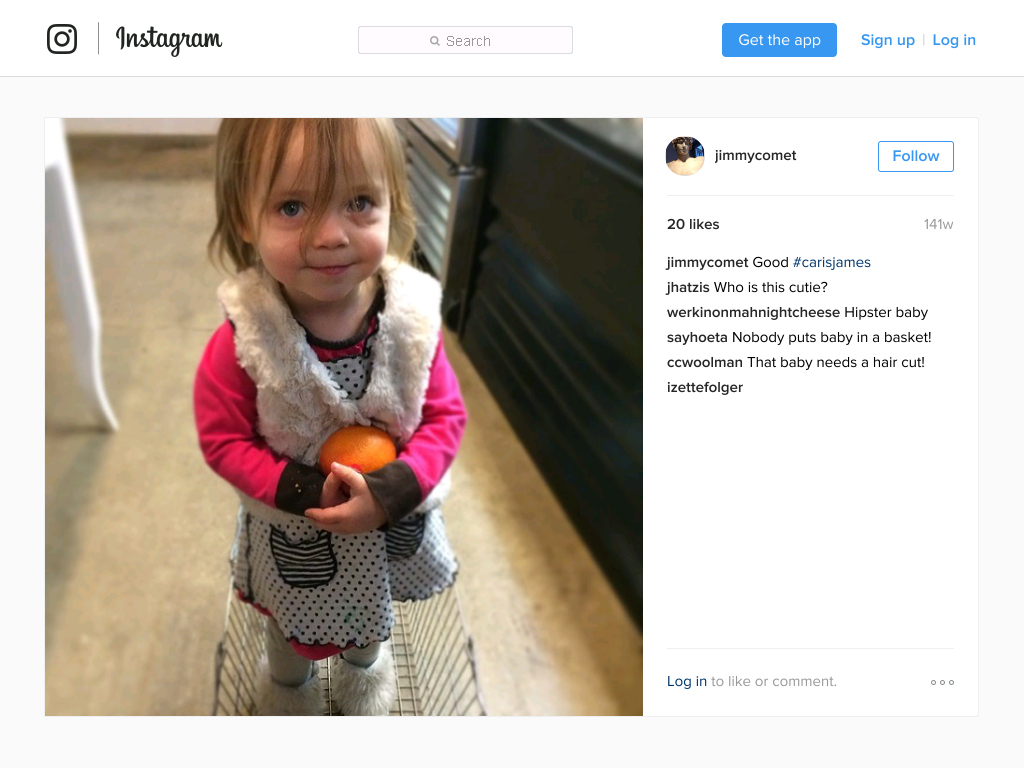 Instagram
Search
Get the app
Sign up | Log in
jimmycomet
Follow
20 likes
141w
jimmycomet Good #carisjames
jhatzis Who is this cutie?
werkinonmahnightcheese Hipster baby
sayhoeta Nobody puts baby in a basket!
ccwoolman That baby needs a hair cut!
izettefolger
Log in to like or comment.